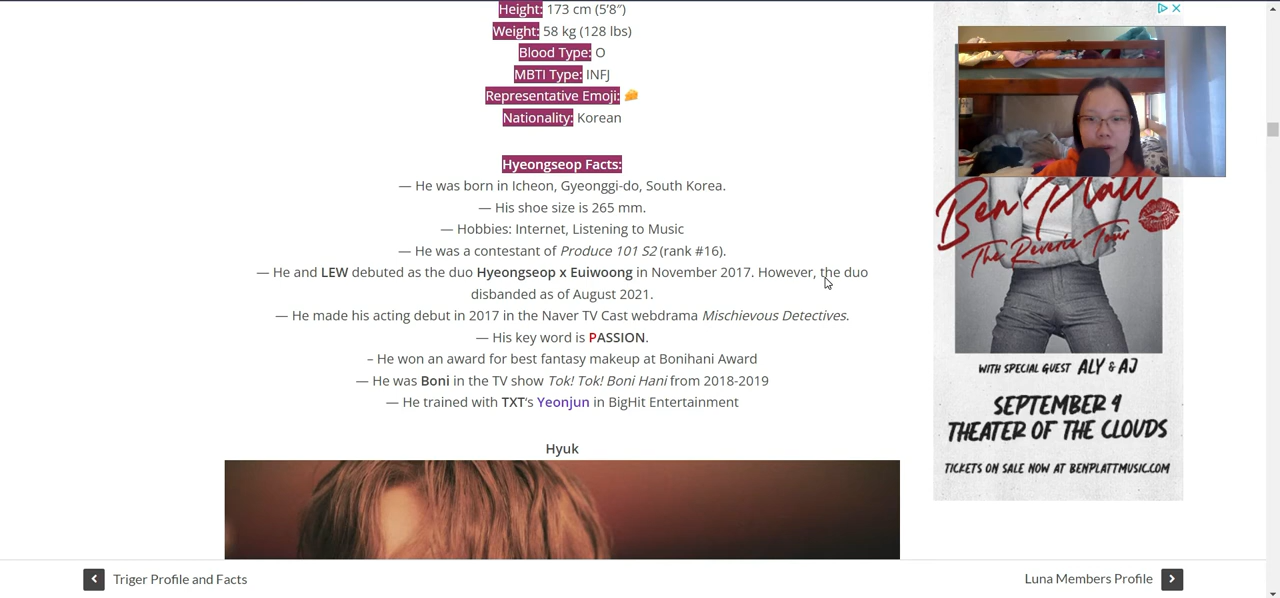 Height: 173 cm (5’8″)
Weight: 58 kg (128 lbs)
Blood Type: O
MBTI Type: INFJ
Representative Emoji: 🧀
Nationality: Korean
Hyeongseop Facts:
— He was born in Icheon, Gyeonggi-do, South Korea.
— His shoe size is 265 mm.
— Hobbies: Internet, Listening to Music
— He was a contestant of Produce 101 S2 (rank #16).
— He and LEW debuted as the duo Hyeongseop x Euiwoong in November 2017. However, the duo
disbanded as of August 2021.
— He made his acting debut in 2017 in the Naver TV Cast webdrama Mischievous Detectives.
— His key word is PASSION.
– He won an award for best fantasy makeup at Bonihani Award
— He was Boni in the TV show Tok! Tok! Boni Hani from 2018-2019
— He trained with TXT‘s Yeonjun in BigHit Entertainment
Hyuk
Ben Platt
The Reverie Tour
WITH SPECIAL GUEST ALY & AJ
SEPTEMBER 9
THEATER OF THE CLOUDS
TICKETS ON SALE NOW AT BENPLATTMUSIC.COM
Triger Profile and Facts
Luna Members Profile